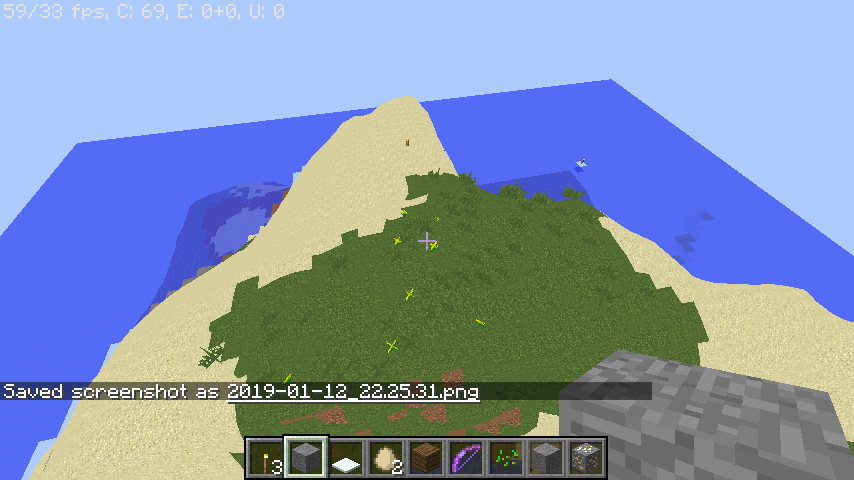 59/33 fps, C: 69, E: 0+0, U: 0
Saved screenshot as 2019-01-12_22.25.31.png
3
2